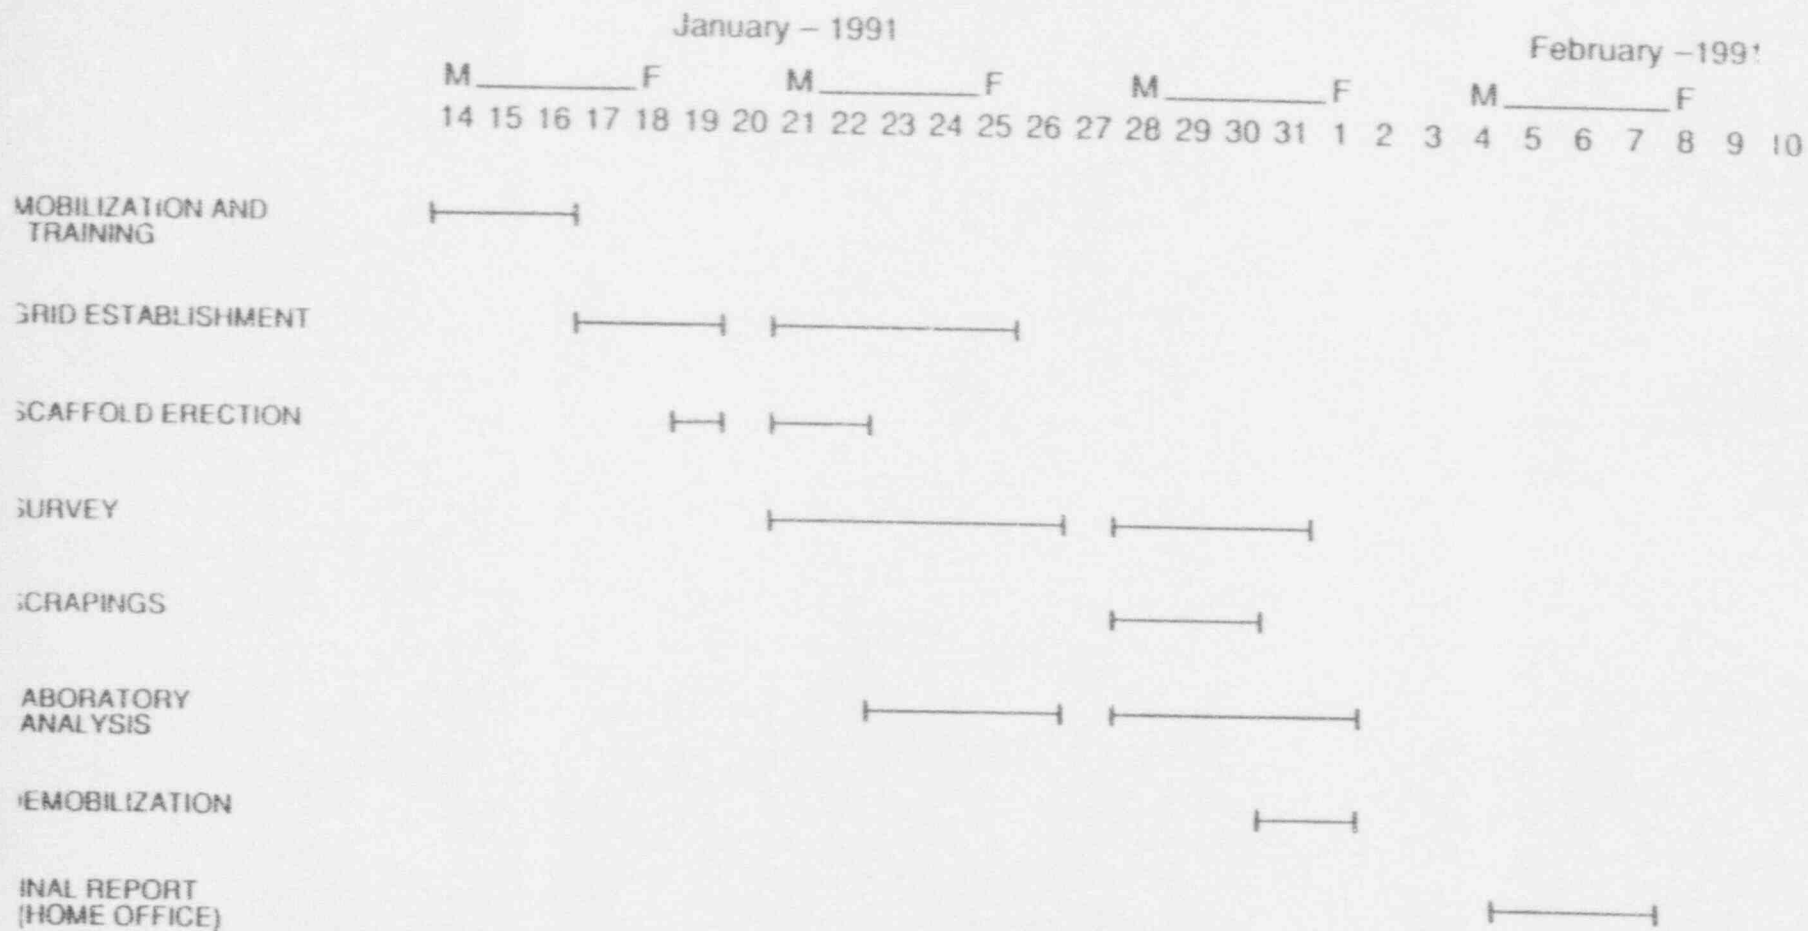 January – 1991
February –1991
M F M F M F M F
14 15 16 17 18 19 20 21 22 23 24 25 26 27 28 29 30 31 1 2 3 4 5 6 7 8 9 10
MOBILIZATION AND
TRAINING
GRID ESTABLISHMENT
SCAFFOLD ERECTION
SURVEY
SCRAPINGS
ABORATORY
ANALYSIS
EMOBILIZATION
INAL REPORT
(HOME OFFICE)